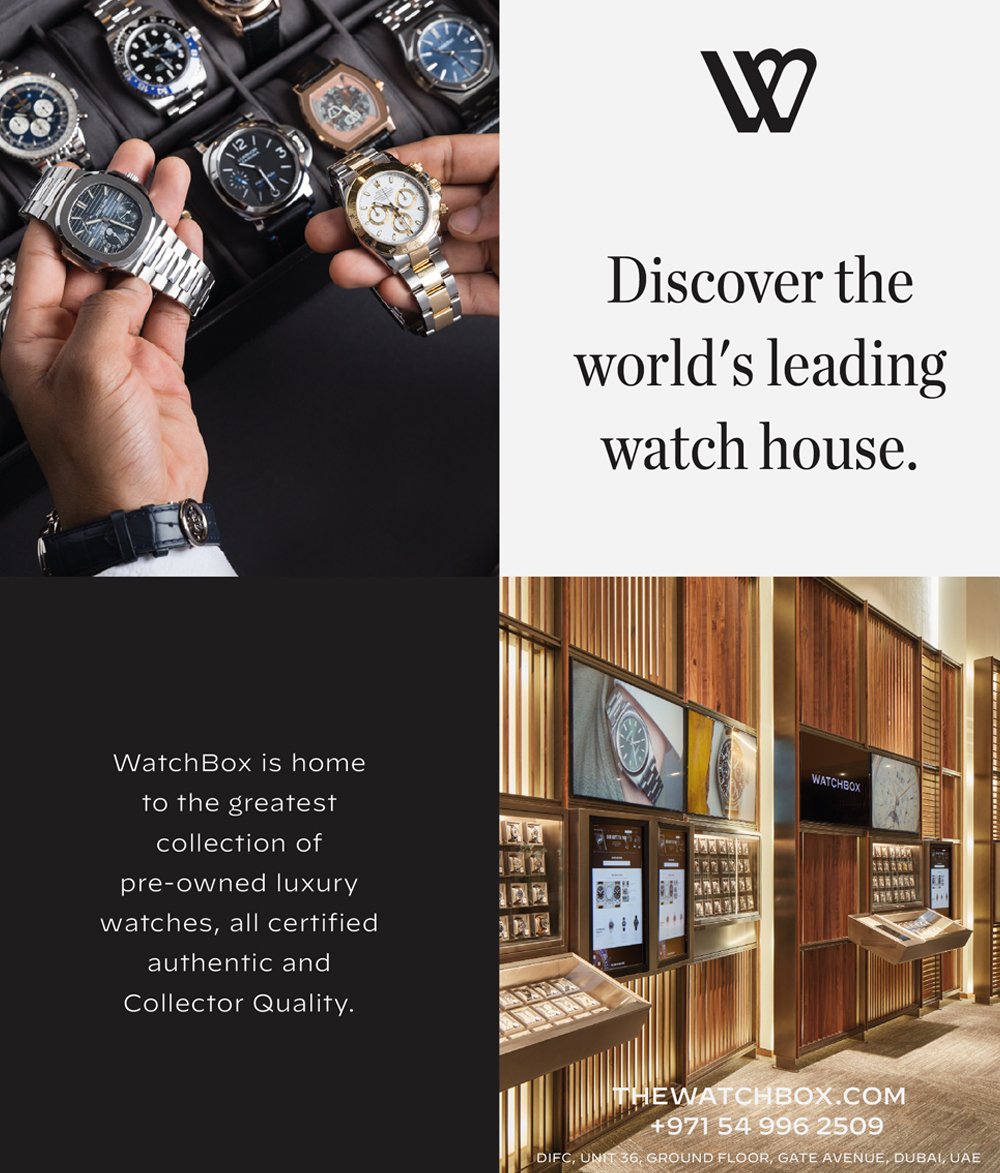 Discover the
world's leading
watch house.
WatchBox is home
to the greatest
collection of
pre-owned luxury
watches, all certified
authentic and
Collector Quality.
WATCHBOX
THEWATCHBOX.COM
+971 54 996 2509
DIFC, UNIT 36, GROUND FLOOR, GATE AVENUE, DUBAI, UAE